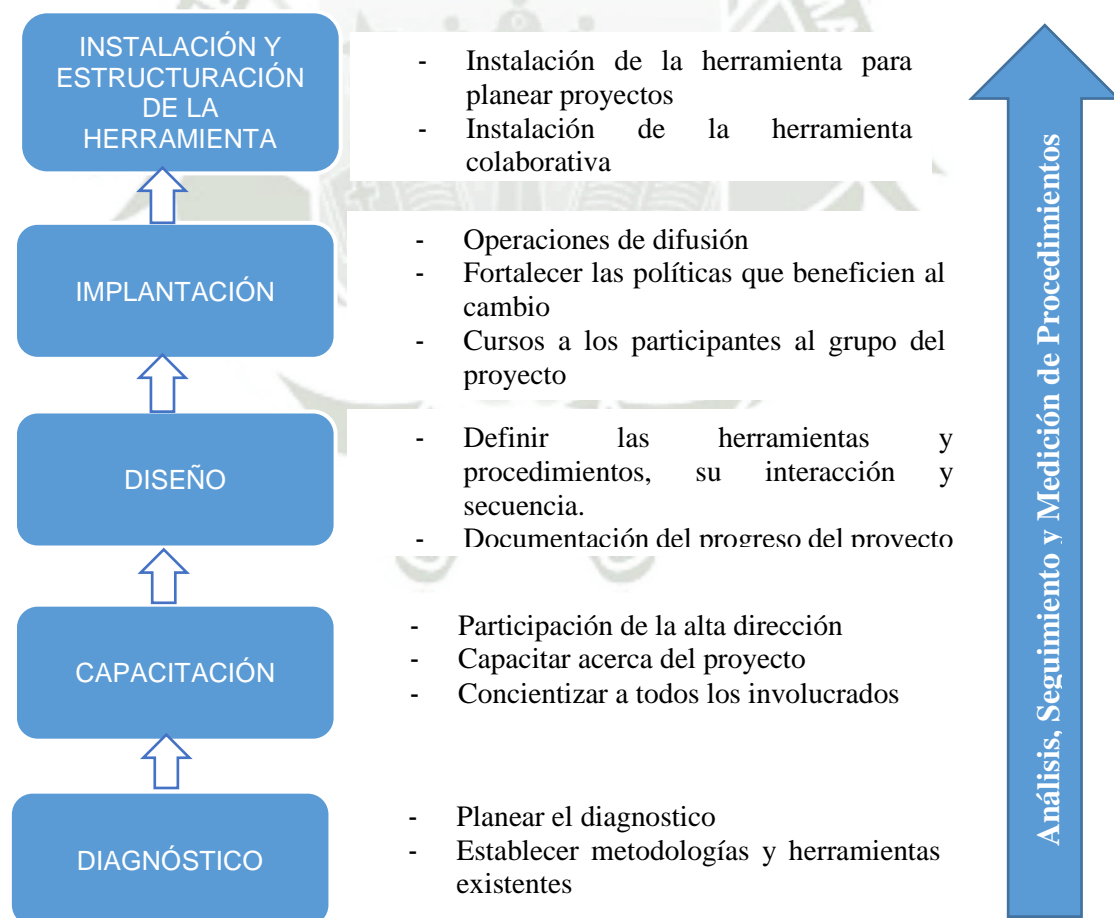 INSTALACIÓN Y
ESTRUCTURACIÓN
DE LA
HERRAMIENTA
- Instalación de la herramienta para
planear proyectos
- Instalación de la herramienta
colaborativa
IMPLANTACIÓN
- Operaciones de difusión
- Fortalecer las políticas que beneficien al
cambio
- Cursos a los participantes al grupo del
proyecto
DISEÑO
- Definir las herramientas y
procedimientos, su interacción y
secuencia.
- Documentación del progreso del proyecto
CAPACITACIÓN
- Participación de la alta dirección
- Capacitar acerca del proyecto
- Concientizar a todos los involucrados
DIAGNÓSTICO
- Planear el diagnostico
- Establecer metodologías y herramientas
existentes
Análisis, Seguimiento y Medición de Procedimientos